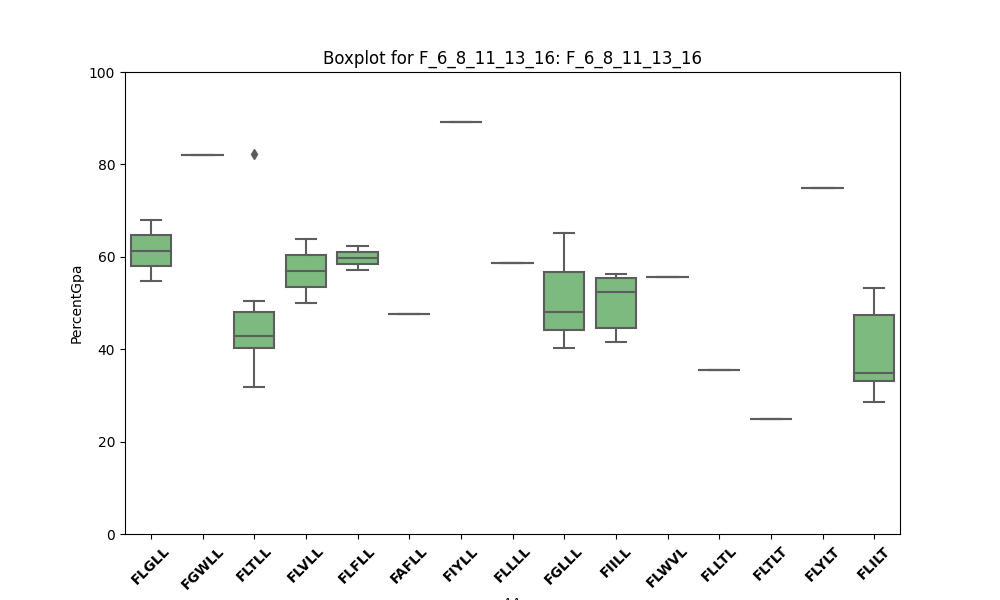 Boxplot for F_6_8_11_13_16: F_6_8_11_13_16
100
80
60
40
20
0
PercentGpa
FLGLL
FGWLL
FLTLL
FLVLL
FLFLL
FAFLL
FIYLL
FLLLL
FGLLL
FIILL
FLWVL
FLLTL
FLTLT
FLYLT
FLILT